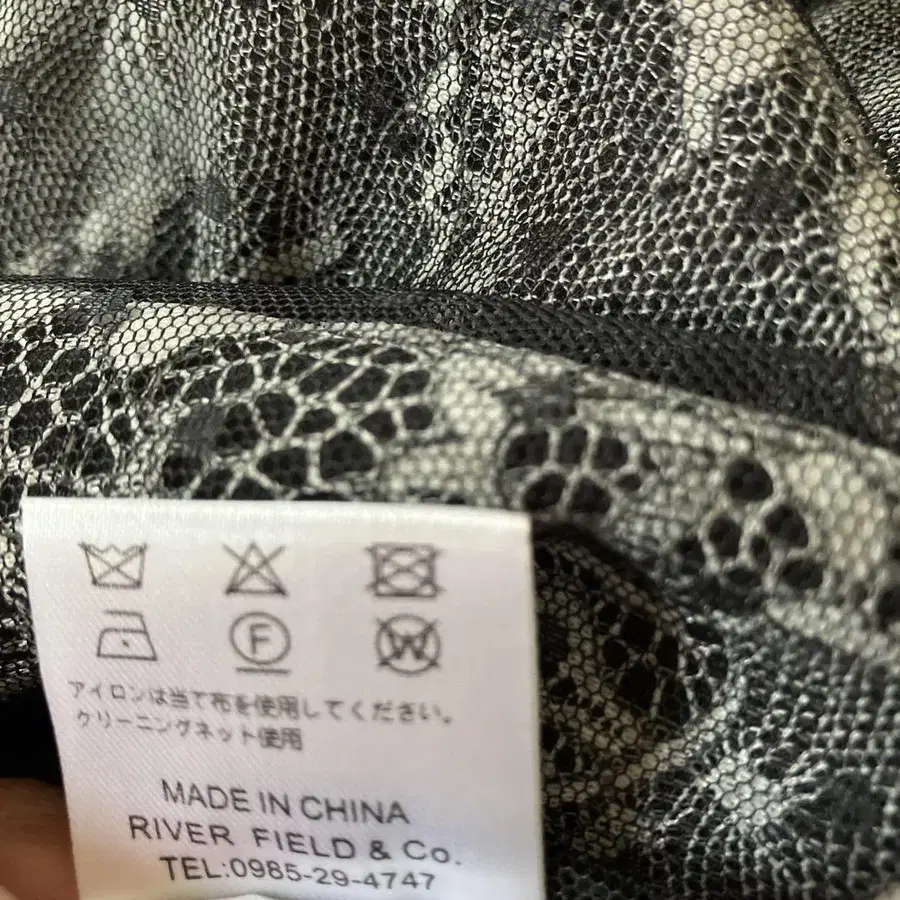 F
W
アイロンは当て布を使用してください。
クリーニングネット使用
MADE IN CHINA
RIVER FIELD & Co.
TEL:0985-29-4747